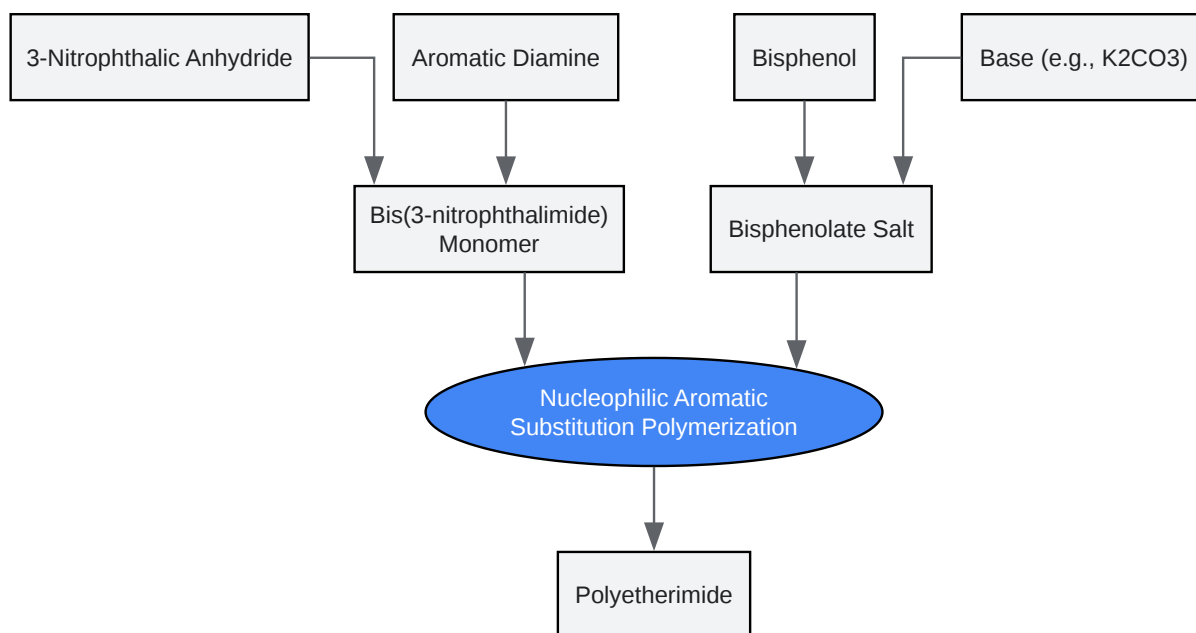 3-Nitrophthalic Anhydride
Aromatic Diamine
Bisphenol
Base (e.g., K2CO3)
Bis(3-nitrophthalimide)
Monomer
Bisphenolate Salt
Nucleophilic Aromatic
Substitution Polymerization
Polyetherimide